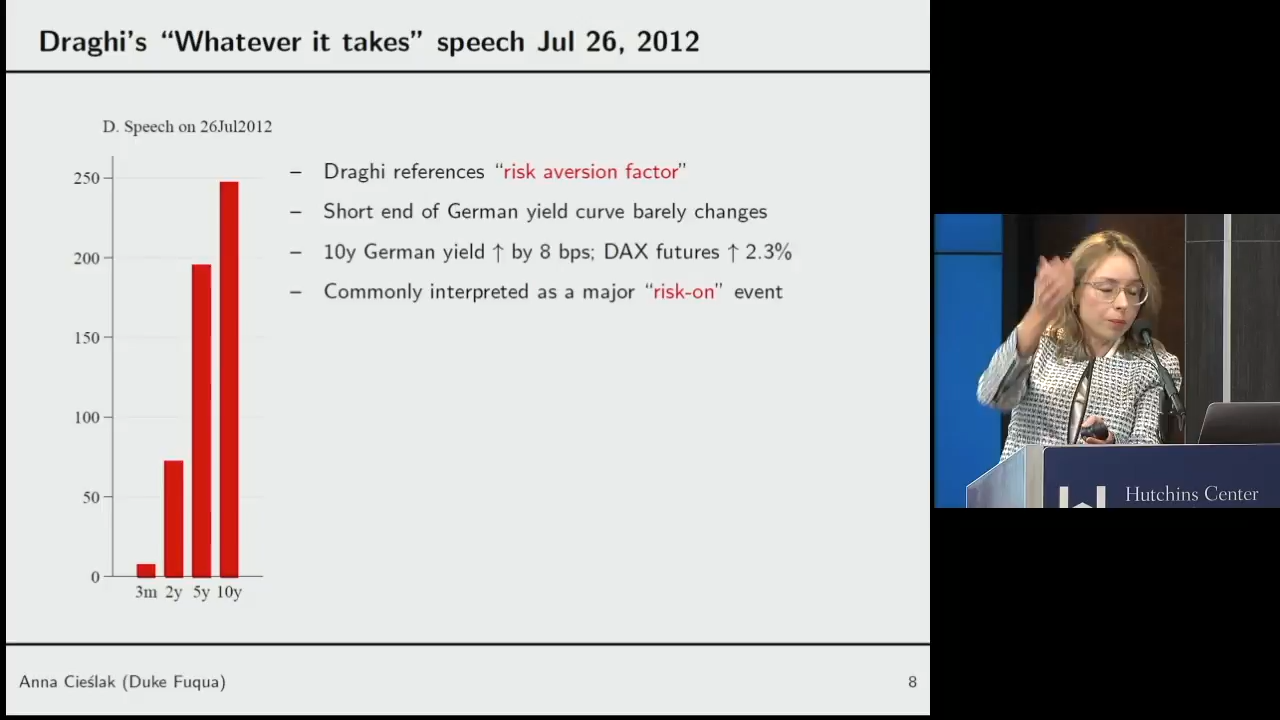 Draghi's “Whatever it takes” speech Jul 26, 2012
D. Speech on 26Jul2012
250
200
150
100
50
0
3m 2y 5y 10y
– Draghi references “risk aversion factor”
– Short end of German yield curve barely changes
– 10y German yield ↑ by 8 bps; DAX futures ↑ 2.3%
– Commonly interpreted as a major “risk-on” event
Hutchins Center
Anna Cieślak (Duke Fuqua)
8